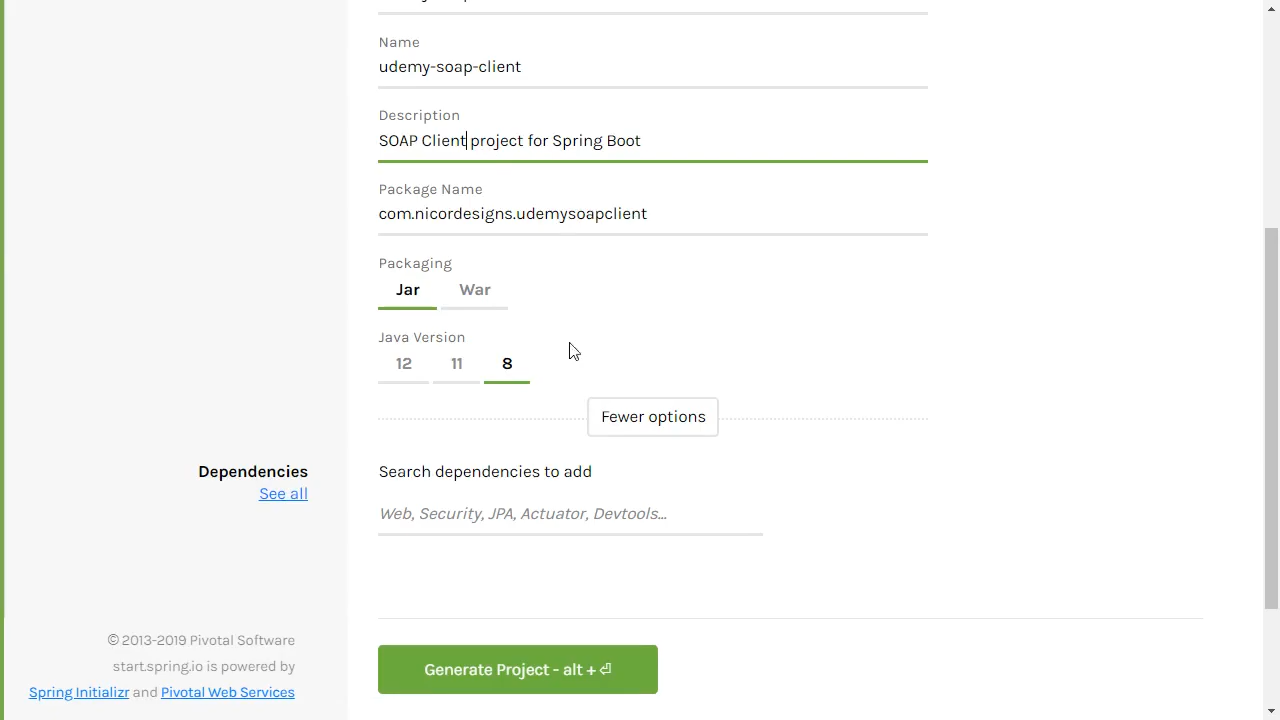 Name
udemy-soap-client
Description
SOAP Client project for Spring Boot
Package Name
com.nicordesigns.udemysoapclient
Packaging
Jar War
Java Version
12 11 8
Fewer options
Dependencies
See all
Search dependencies to add
Web, Security, JPA, Actuator, Devtools...
© 2013-2019 Pivotal Software
start.spring.io is powered by
Spring Initializr and Pivotal Web Services
Generate Project - alt + ⏎